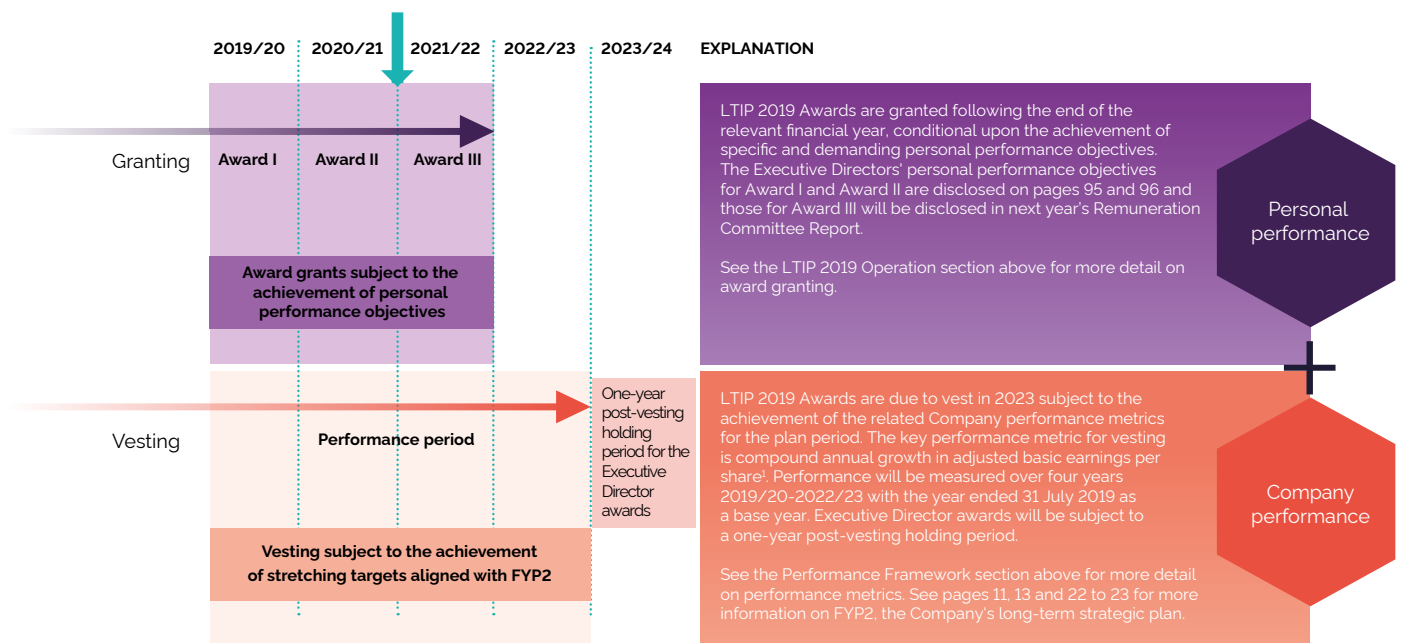 2019/20 2020/21 2021/22 2022/23 2023/24 EXPLANATION
Granting
Award I Award II Award III
Award grants subject to the
achievement of personal
performance objectives
LTIP 2019 Awards are granted following the end of the
relevant financial year, conditional upon the achievement of
specific and demanding personal performance objectives.
The Executive Directors' personal performance objectives
for Award I and Award II are disclosed on pages 95 and 96 and
those for Award III will be disclosed in next year's Remuneration
Committee Report.
See the LTIP 2019 Operation section above for more detail on
award granting.
Personal
performance
Vesting
Performance period
One-year
post-vesting
holding
period for the
Executive
Director
awards
Vesting subject to the achievement
of stretching targets aligned with FYP2
LTIP 2019 Awards are due to vest in 2023 subject to the
achievement of the related Company performance metrics
for the plan period. The key performance metric for vesting
is compound annual growth in adjusted basic earnings per
share¹. Performance will be measured over four years
2019/20-2022/23 with the year ended 31 July 2019 as
a base year. Executive Director awards will be subject to
a one-year post-vesting holding period.
See the Performance Framework section above for more detail
on performance metrics. See pages 11, 13 and 22 to 23 for more
information on FYP2, the Company's long-term strategic plan.
Company
performance